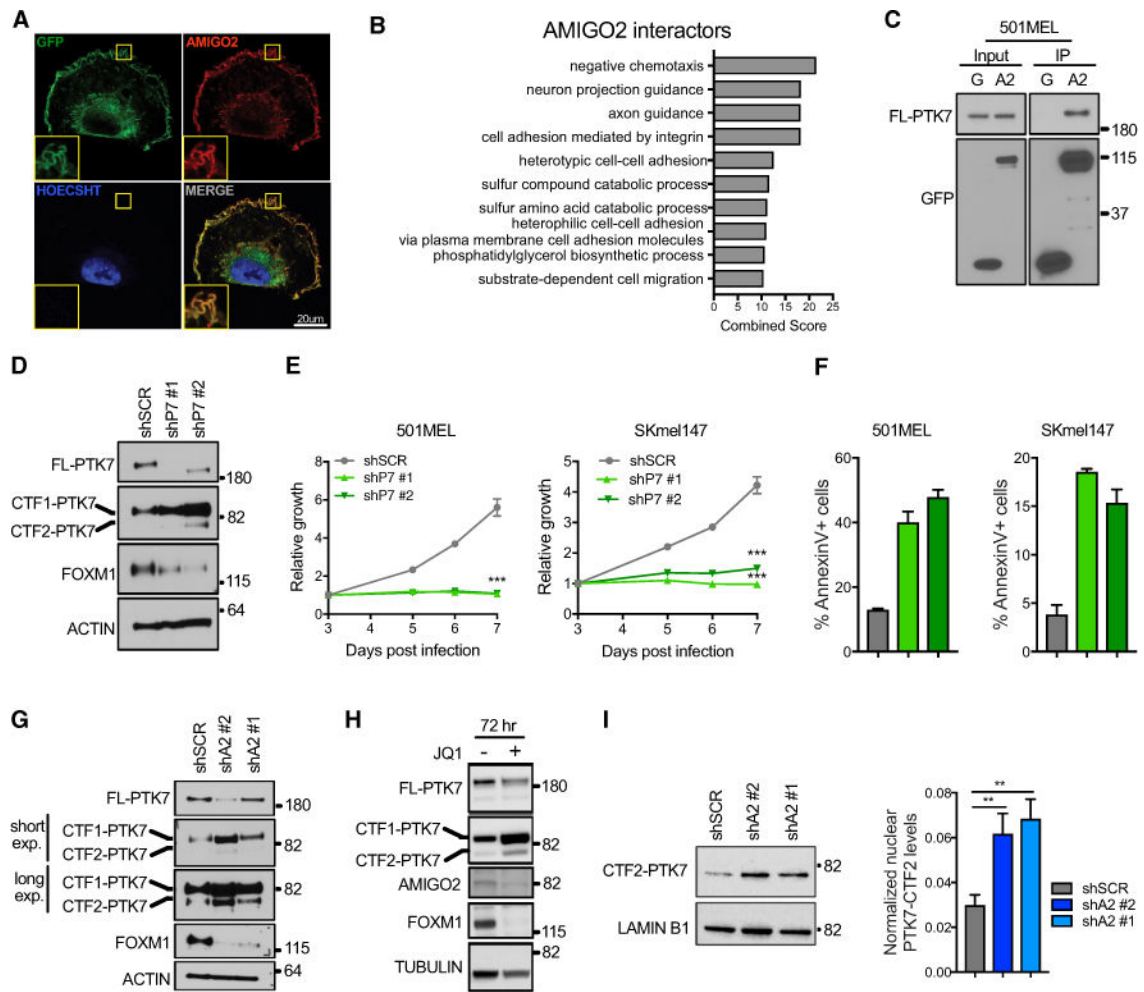 A
GFP
AMIGO2
HOECSHT
MERGE
20um
B
AMIGO2 interactors
negative chemotaxis
neuron projection guidance
axon guidance
cell adhesion mediated by integrin
heterotypic cell-cell adhesion
sulfur compound catabolic process
sulfur amino acid catabolic process
heterophilic cell-cell adhesion
via plasma membrane cell adhesion molecules
phosphatidylglycerol biosynthetic process
substrate-dependent cell migration
0 5 10 15 20 25
Combined Score
C
501MEL
Input IP
G A2 G A2
FL-PTK7
180
115
GFP
37
D
shSCR
shP7 #1
shP7 #2
FL-PTK7
180
CTF1-PTK7
82
CTF2-PTK7
FOXM1
115
64
ACTIN
E
501MEL
Relative growth
8
6
4
2
0
shSCR
shP7 #1
shP7 #2
***
3 4 5 6 7
Days post infection
SKmel147
Relative growth
5
4
3
2
1
0
shSCR
shP7 #1
shP7 #2
***
***
3 4 5 6 7
Days post infection
F
501MEL
% AnnexinV+ cells
60
40
20
0
SKmel147
% AnnexinV+ cells
20
15
10
5
0
G
shSCR
shA2 #2
shA2 #1
FL-PTK7
180
short exp.
CTF1-PTK7
82
CTF2-PTK7
long exp.
CTF1-PTK7
82
CTF2-PTK7
FOXM1
115
64
ACTIN
H
72 hr
JQ1 - +
FL-PTK7
180
CTF1-PTK7
82
CTF2-PTK7
AMIGO2
82
FOXM1
115
82
TUBULIN
I
shSCR
shA2 #2
shA2 #1
CTF2-PTK7
82
LAMIN B1
82
Normalized nuclear
PTK7-CTF2 levels
0.08
0.06
0.04
0.02
0.00
**
**
shSCR
shA2 #2
shA2 #1